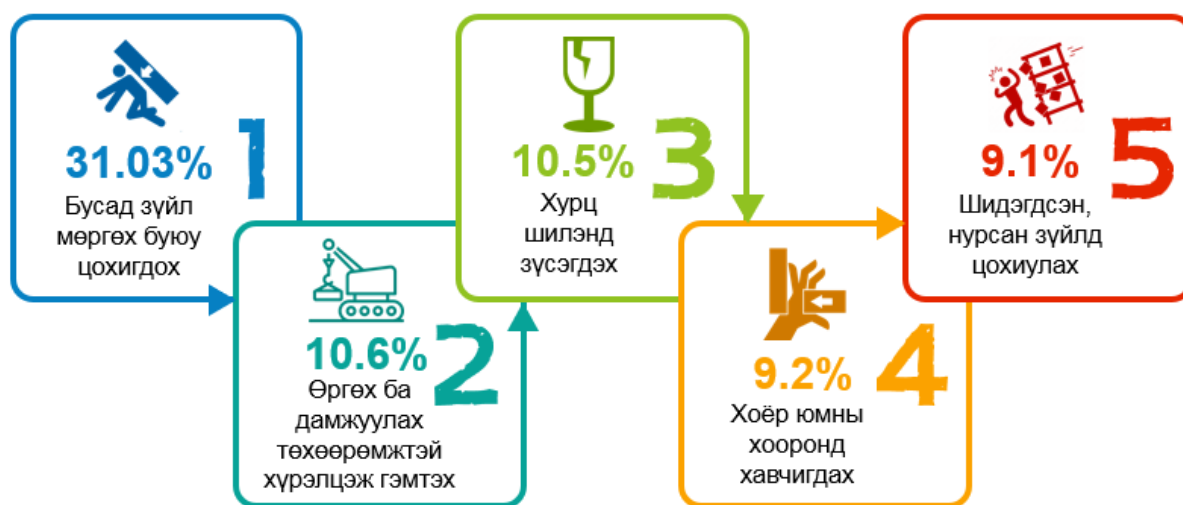 1
31.03%
Бусад зүйл
мөргөх буюу
цохигдох
2
10.6%
Өргөх ба
дамжуулах
төхөөрөмжтэй
хүрэлцэж гэмтэх
3
10.5%
Хурц
шилэнд
зүсэгдэх
4
9.2%
Хоёр юмны
хооронд
хавчигдах
5
9.1%
Шидэгдсэн,
нурсан зүйлд
цохиулах